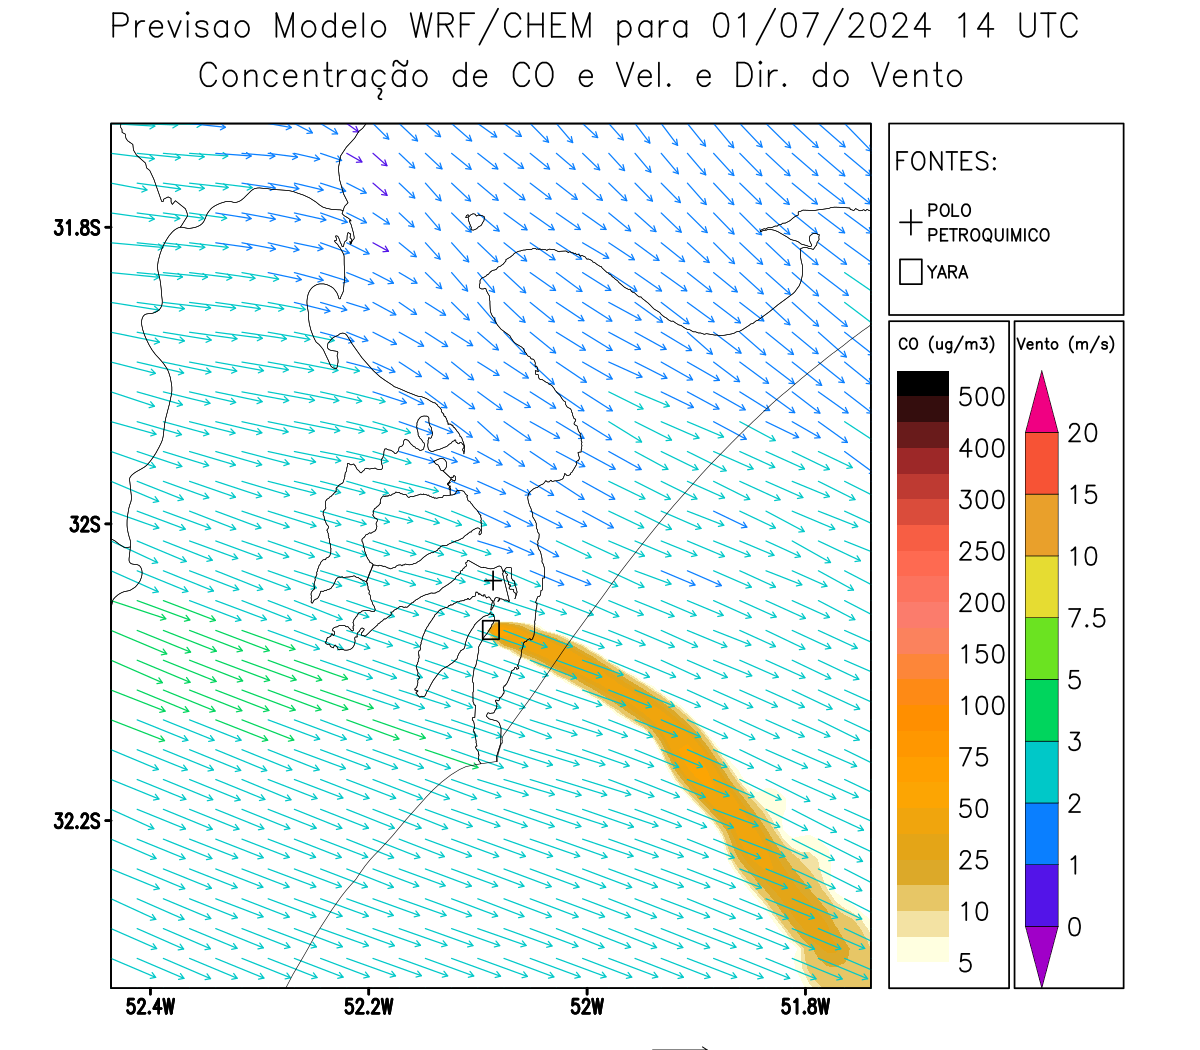 Previsao Modelo WRF/CHEM para 01/07/2024 14 UTC
Concentração de CO e Vel. e Dir. do Vento
FONTES:
POLO
PETROQUIMICO
YARA
CO (ug/m3)
500
400
300
250
200
150
100
75
50
25
10
5
Vento (m/s)
20
15
10
7.5
5
3
2
1
0
31.8S
32S
32.2S
52.4W 52.2W 52W 51.8W